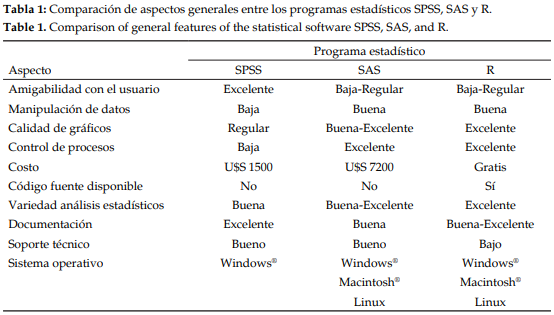 Tabla 1: Comparación de aspectos generales entre los programas estadísticos SPSS, SAS y R.
Table 1. Comparison of general features of the statistical software SPSS, SAS, and R.
Programa estadístico
Aspecto SPSS SAS R
Amigabilidad con el usuario Excelente Baja-Regular Baja-Regular
Manipulación de datos Baja Buena Buena
Calidad de gráficos Regular Buena-Excelente Excelente
Control de procesos Baja Excelente Excelente
Costo U$S 1500 U$S 7200 Gratis
Código fuente disponible No No Sí
Variedad análisis estadísticos Buena Buena-Excelente Excelente
Documentación Excelente Buena Buena-Excelente
Soporte técnico Bueno Bueno Bajo
Sistema operativo Windows® Windows® Windows®
Macintosh® Macintosh®
Linux Linux